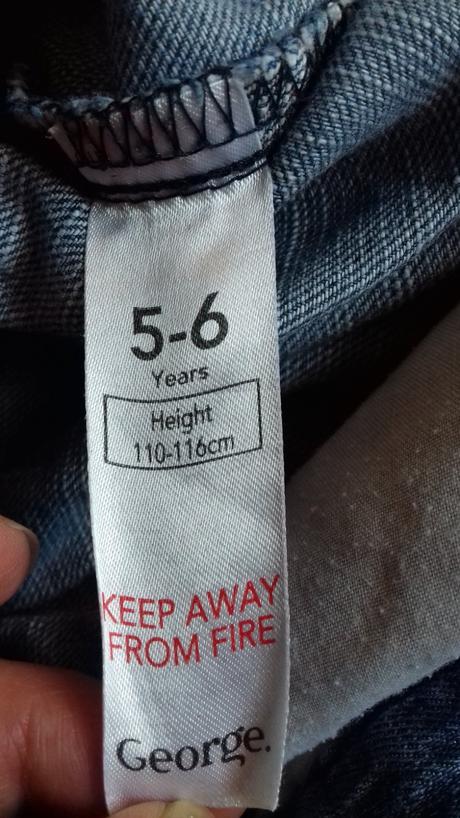 5-6
Years
Height
110-116cm
KEEP AWAY
FROM FIRE
George.